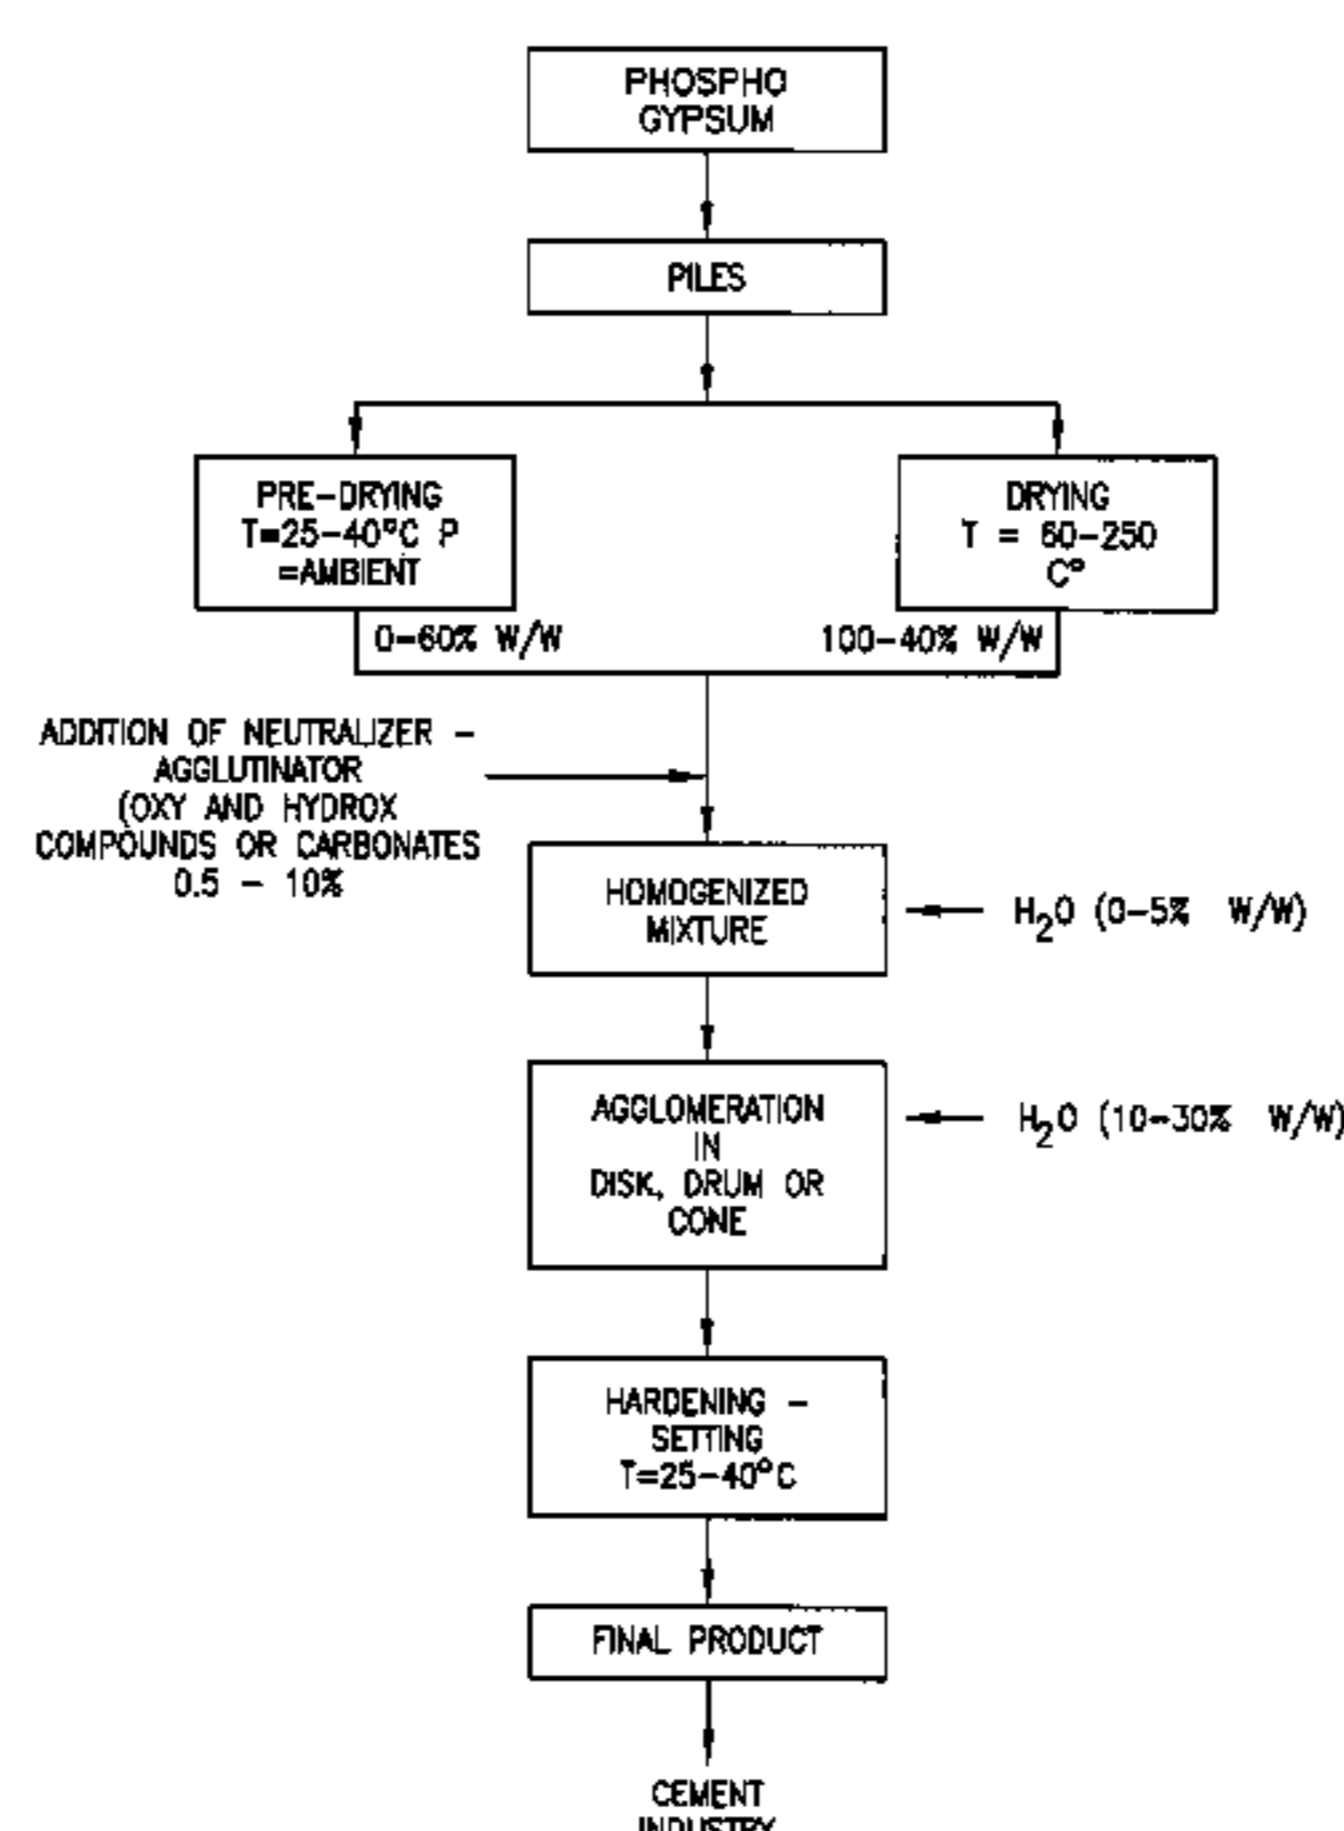 PHOSPHO
GYPSUM
PILES
PRE-DRYING
T=25-40°C P
=AMBIENT
DRYING
T = 60-250
C°
0-60% W/W
100-40% W/W
ADDITION OF NEUTRALIZER -
AGGLUTINATOR
(OXY AND HYDROX
COMPOUNDS OR CARBONATES
0.5 - 10%
HOMOGENIZED
MIXTURE
H₂O (0-5% W/W)
AGGLOMERATION
IN
DISK, DRUM OR
CONE
H₂O (10-30% W/W)
HARDENING -
SETTING
T=25-40°C
FINAL PRODUCT
CEMENT
INDUSTRY